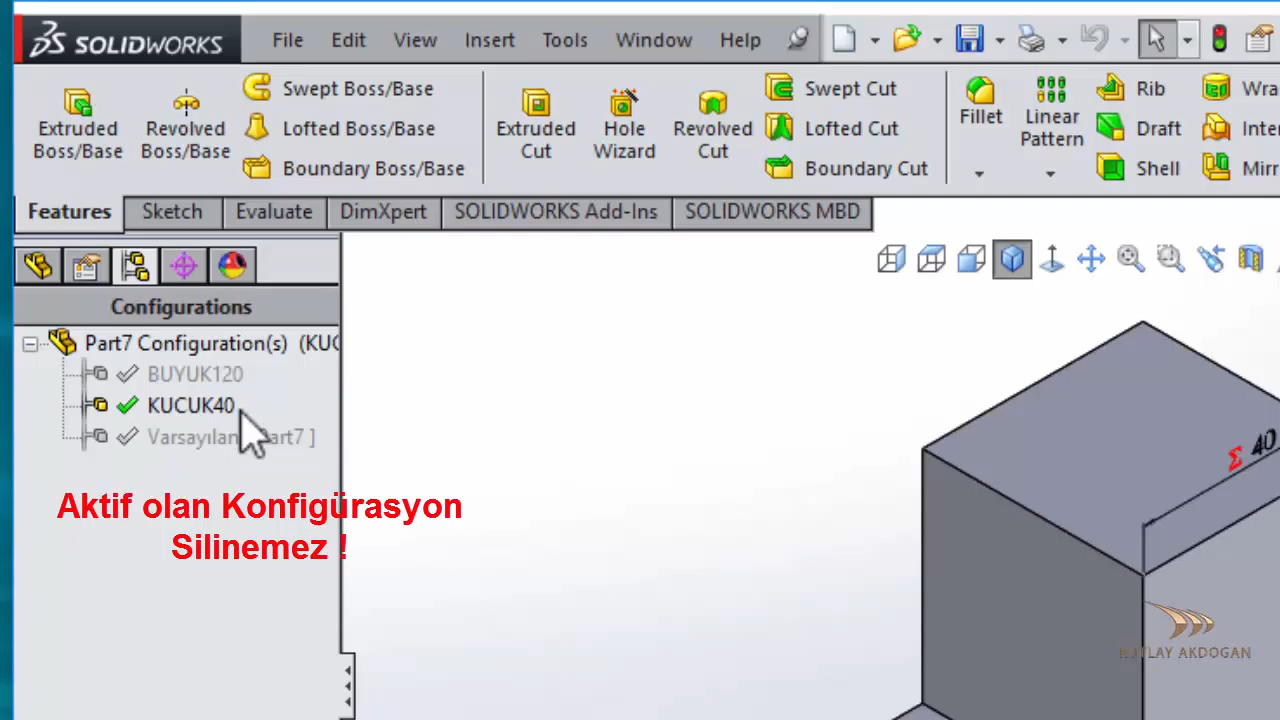 SOLIDWORKS File Edit View Insert Tools Window Help
Extruded Boss/Base
Revolved Boss/Base
Swept Boss/Base
Lofted Boss/Base
Boundary Boss/Base
Extruded Cut
Hole Wizard
Revolved Cut
Swept Cut
Lofted Cut
Boundary Cut
Fillet
Linear Pattern
Rib
Draft
Shell
Features Sketch Evaluate DimXpert SOLIDWORKS Add-Ins SOLIDWORKS MBD
Configurations
Part7 Configuration(s) (KUC
BUYUK120
KUCUK40
Aktif olan Konfigürasyon
Silinemez !
Σ 40
AKDOGAN